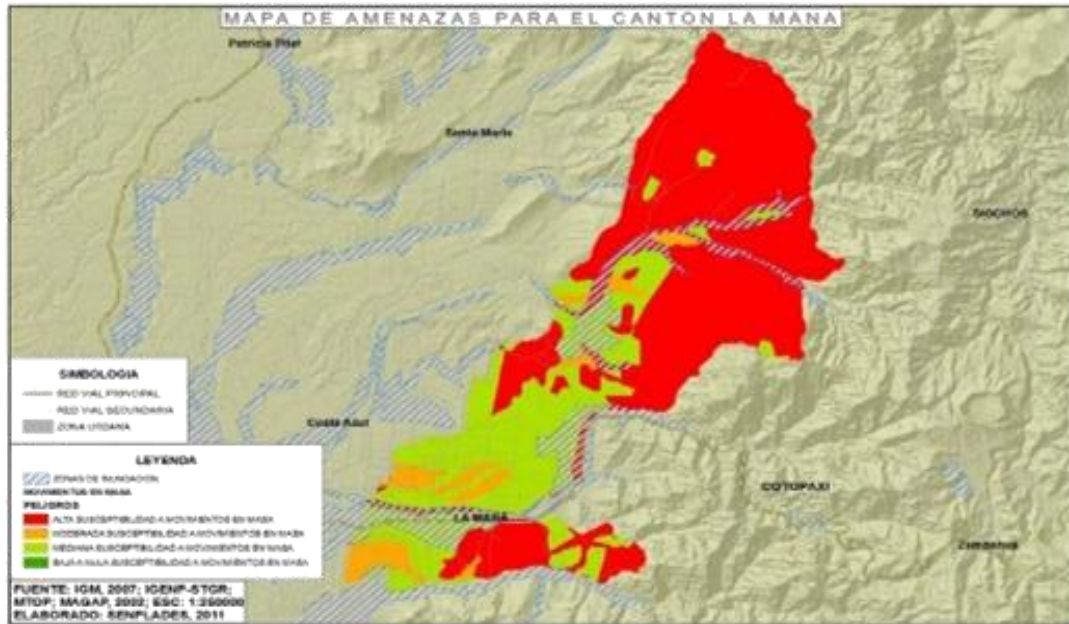 MAPA DE AMENAZAS PARA EL CANTON LA MANA
Patricia Pilar
Santa Maria
SIGCHOS
SIMBOLOGIA
RED VIAL PRINCIPAL
RED VIAL SECUNDARIA
ZONA URBANA
Costa Azul
LEYENDA
ZONAS DE INUNDACION
MOVIMIENTOS EN MASA
PELIGROS
ALTA SUSCEPTIBILIDAD A MOVIMIENTOS EN MASA
MODERADA SUSCEPTIBILIDAD A MOVIMIENTOS EN MASA
MEDIANA SUSCEPTIBILIDAD A MOVIMIENTOS EN MASA
BAJA A NULA SUSCEPTIBILIDAD A MOVIMIENTOS EN MASA
COTOPAXI
LA MANA
Zumbahua
FUENTE: IGM, 2007; IGENP-STGR;
MTOP; MAGAP, 2002; ESC: 1:250000
ELABORADO: SENPLADES, 2011